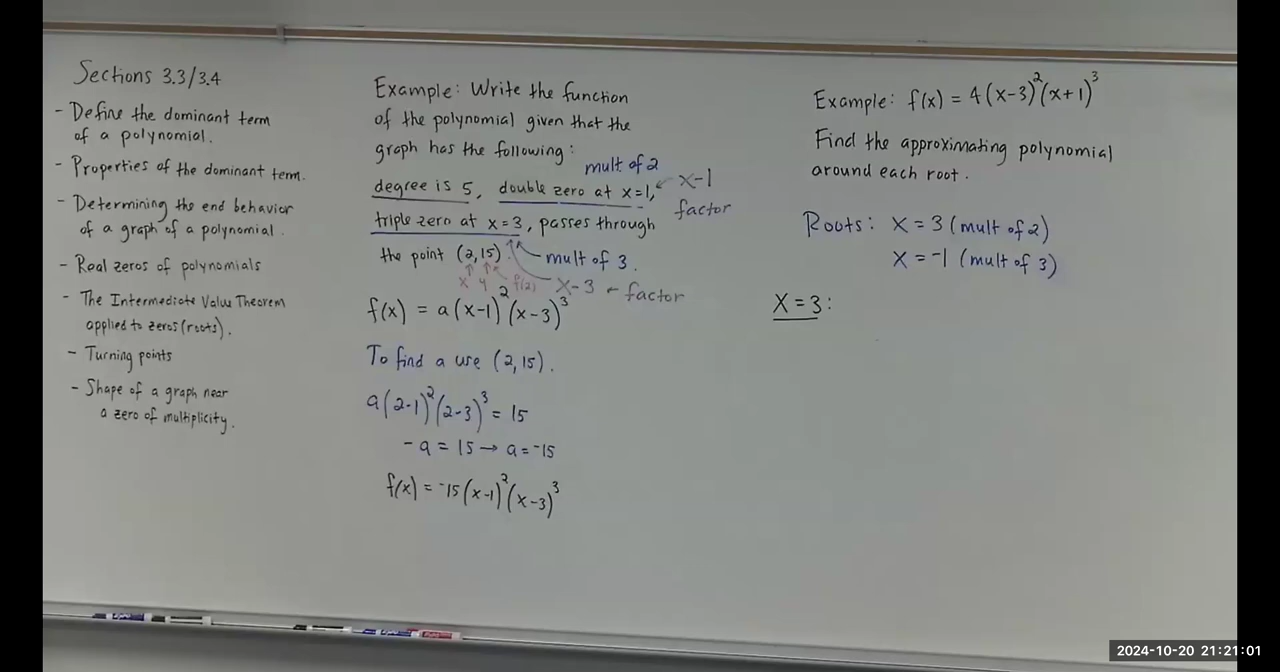 Sections 3.3/3.4
- Define the dominant term
of a polynomial.
- Properties of the dominant term.
- Determining the end behavior
of a graph of a polynomial.
- Real zeros of polynomials
- The Intermediate Value Theorem
applied to zeros (roots).
- Turning points
- Shape of a graph near
a zero of multiplicity.
Example: Write the function
of the polynomial given that the
graph has the following:
mult of 2
degree is 5, double zero at x=1, ← x-1
factor
triple zero at x=3, passes through
the point (2,15). mult of 3.
x y f(2) x-3 ← factor
f(x) = a(x-1)²(x-3)³
To find a use (2,15).
a(2-1)²(2-3)³ = 15
-a = 15 → a = -15
f(x) = -15(x-1)²(x-3)³
Example: f(x) = 4(x-3)²(x+1)³
Find the approximating polynomial
around each root.
Roots: x = 3 (mult of 2)
x = -1 (mult of 3)
x = 3:
2024-10-20 21:21:01